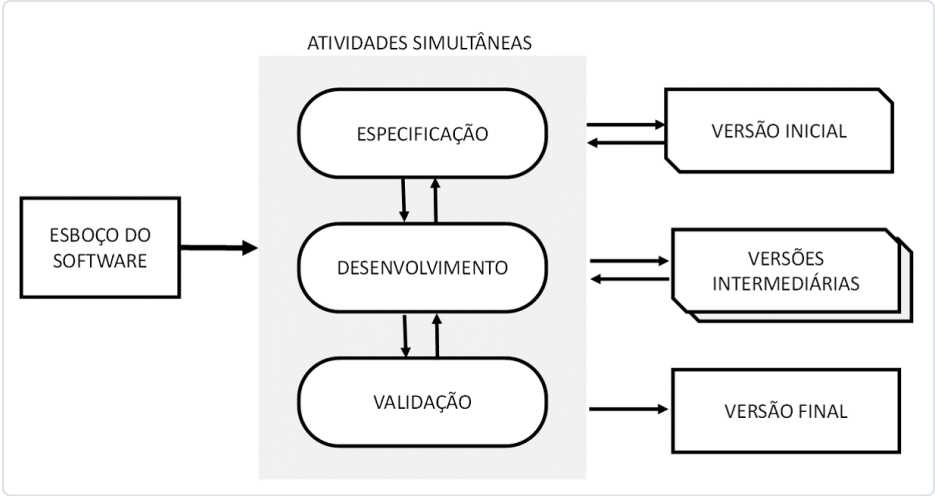 ATIVIDADES SIMULTÂNEAS
ESBOÇO DO
SOFTWARE
ESPECIFICAÇÃO
DESENVOLVIMENTO
VALIDAÇÃO
VERSÃO INICIAL
VERSÕES
INTERMEDIÁRIAS
VERSÃO FINAL